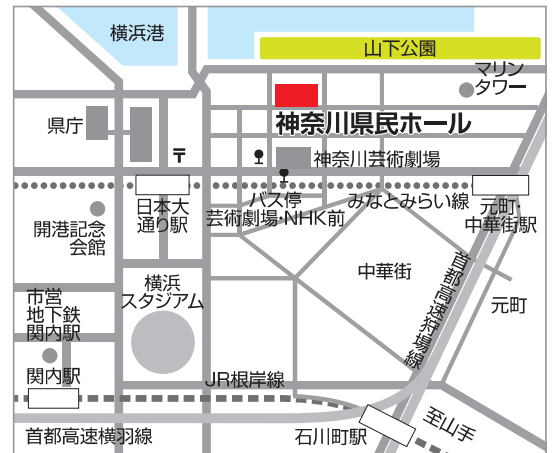 横浜港
山下公園
マリン
タワー
県庁
〒
神奈川県民ホール
神奈川芸術劇場
日本大
通り駅
バス停
芸術劇場・NHK前
みなとみらい線
元町・
中華街駅
開港記念
会館
横浜
スタジアム
中華街
首都高速狩場線
元町
市営
地下鉄
関内駅
関内駅
JR根岸線
首都高速横羽線
石川町駅
至山手